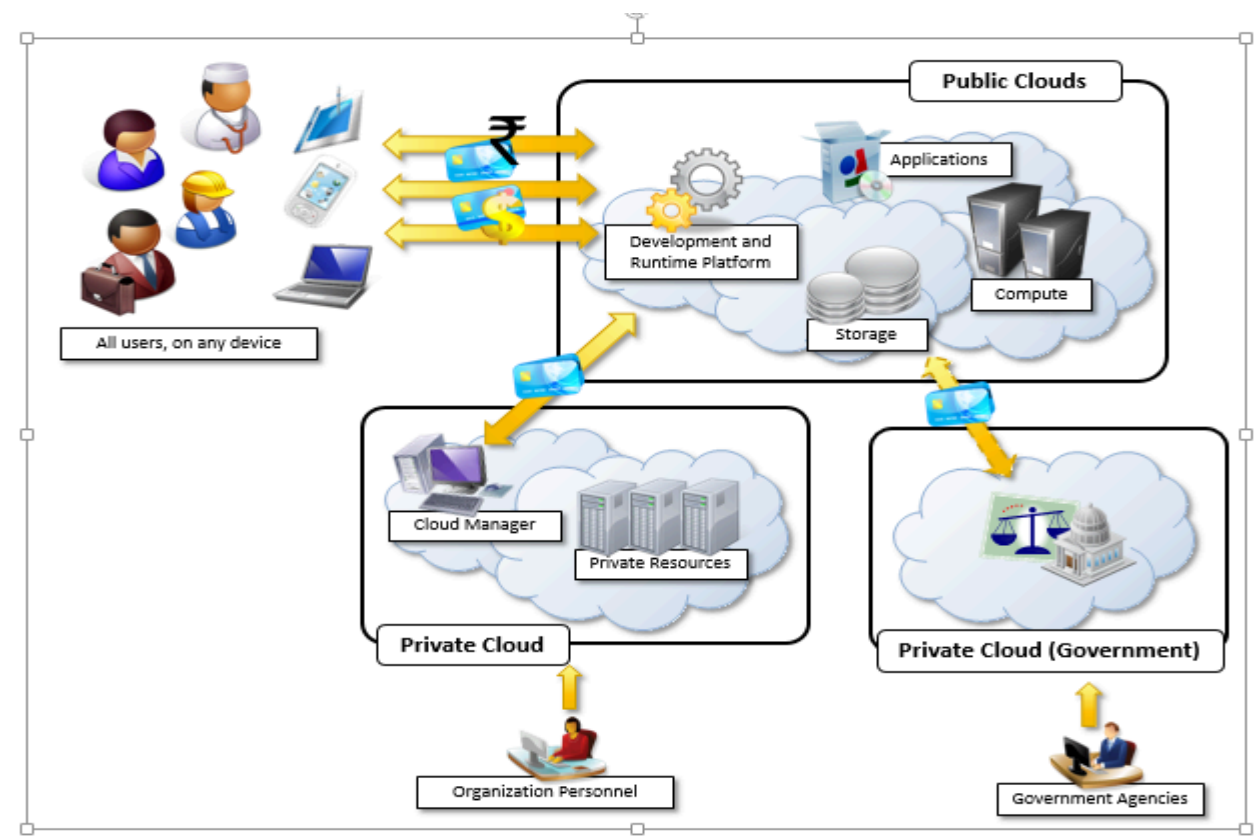 Public Clouds
₹
Applications
Development and
Runtime Platform
$
Compute
Storage
All users, on any device
Cloud Manager
Private Resources
Private Cloud
Private Cloud (Government)
Organization Personnel
Government Agencies